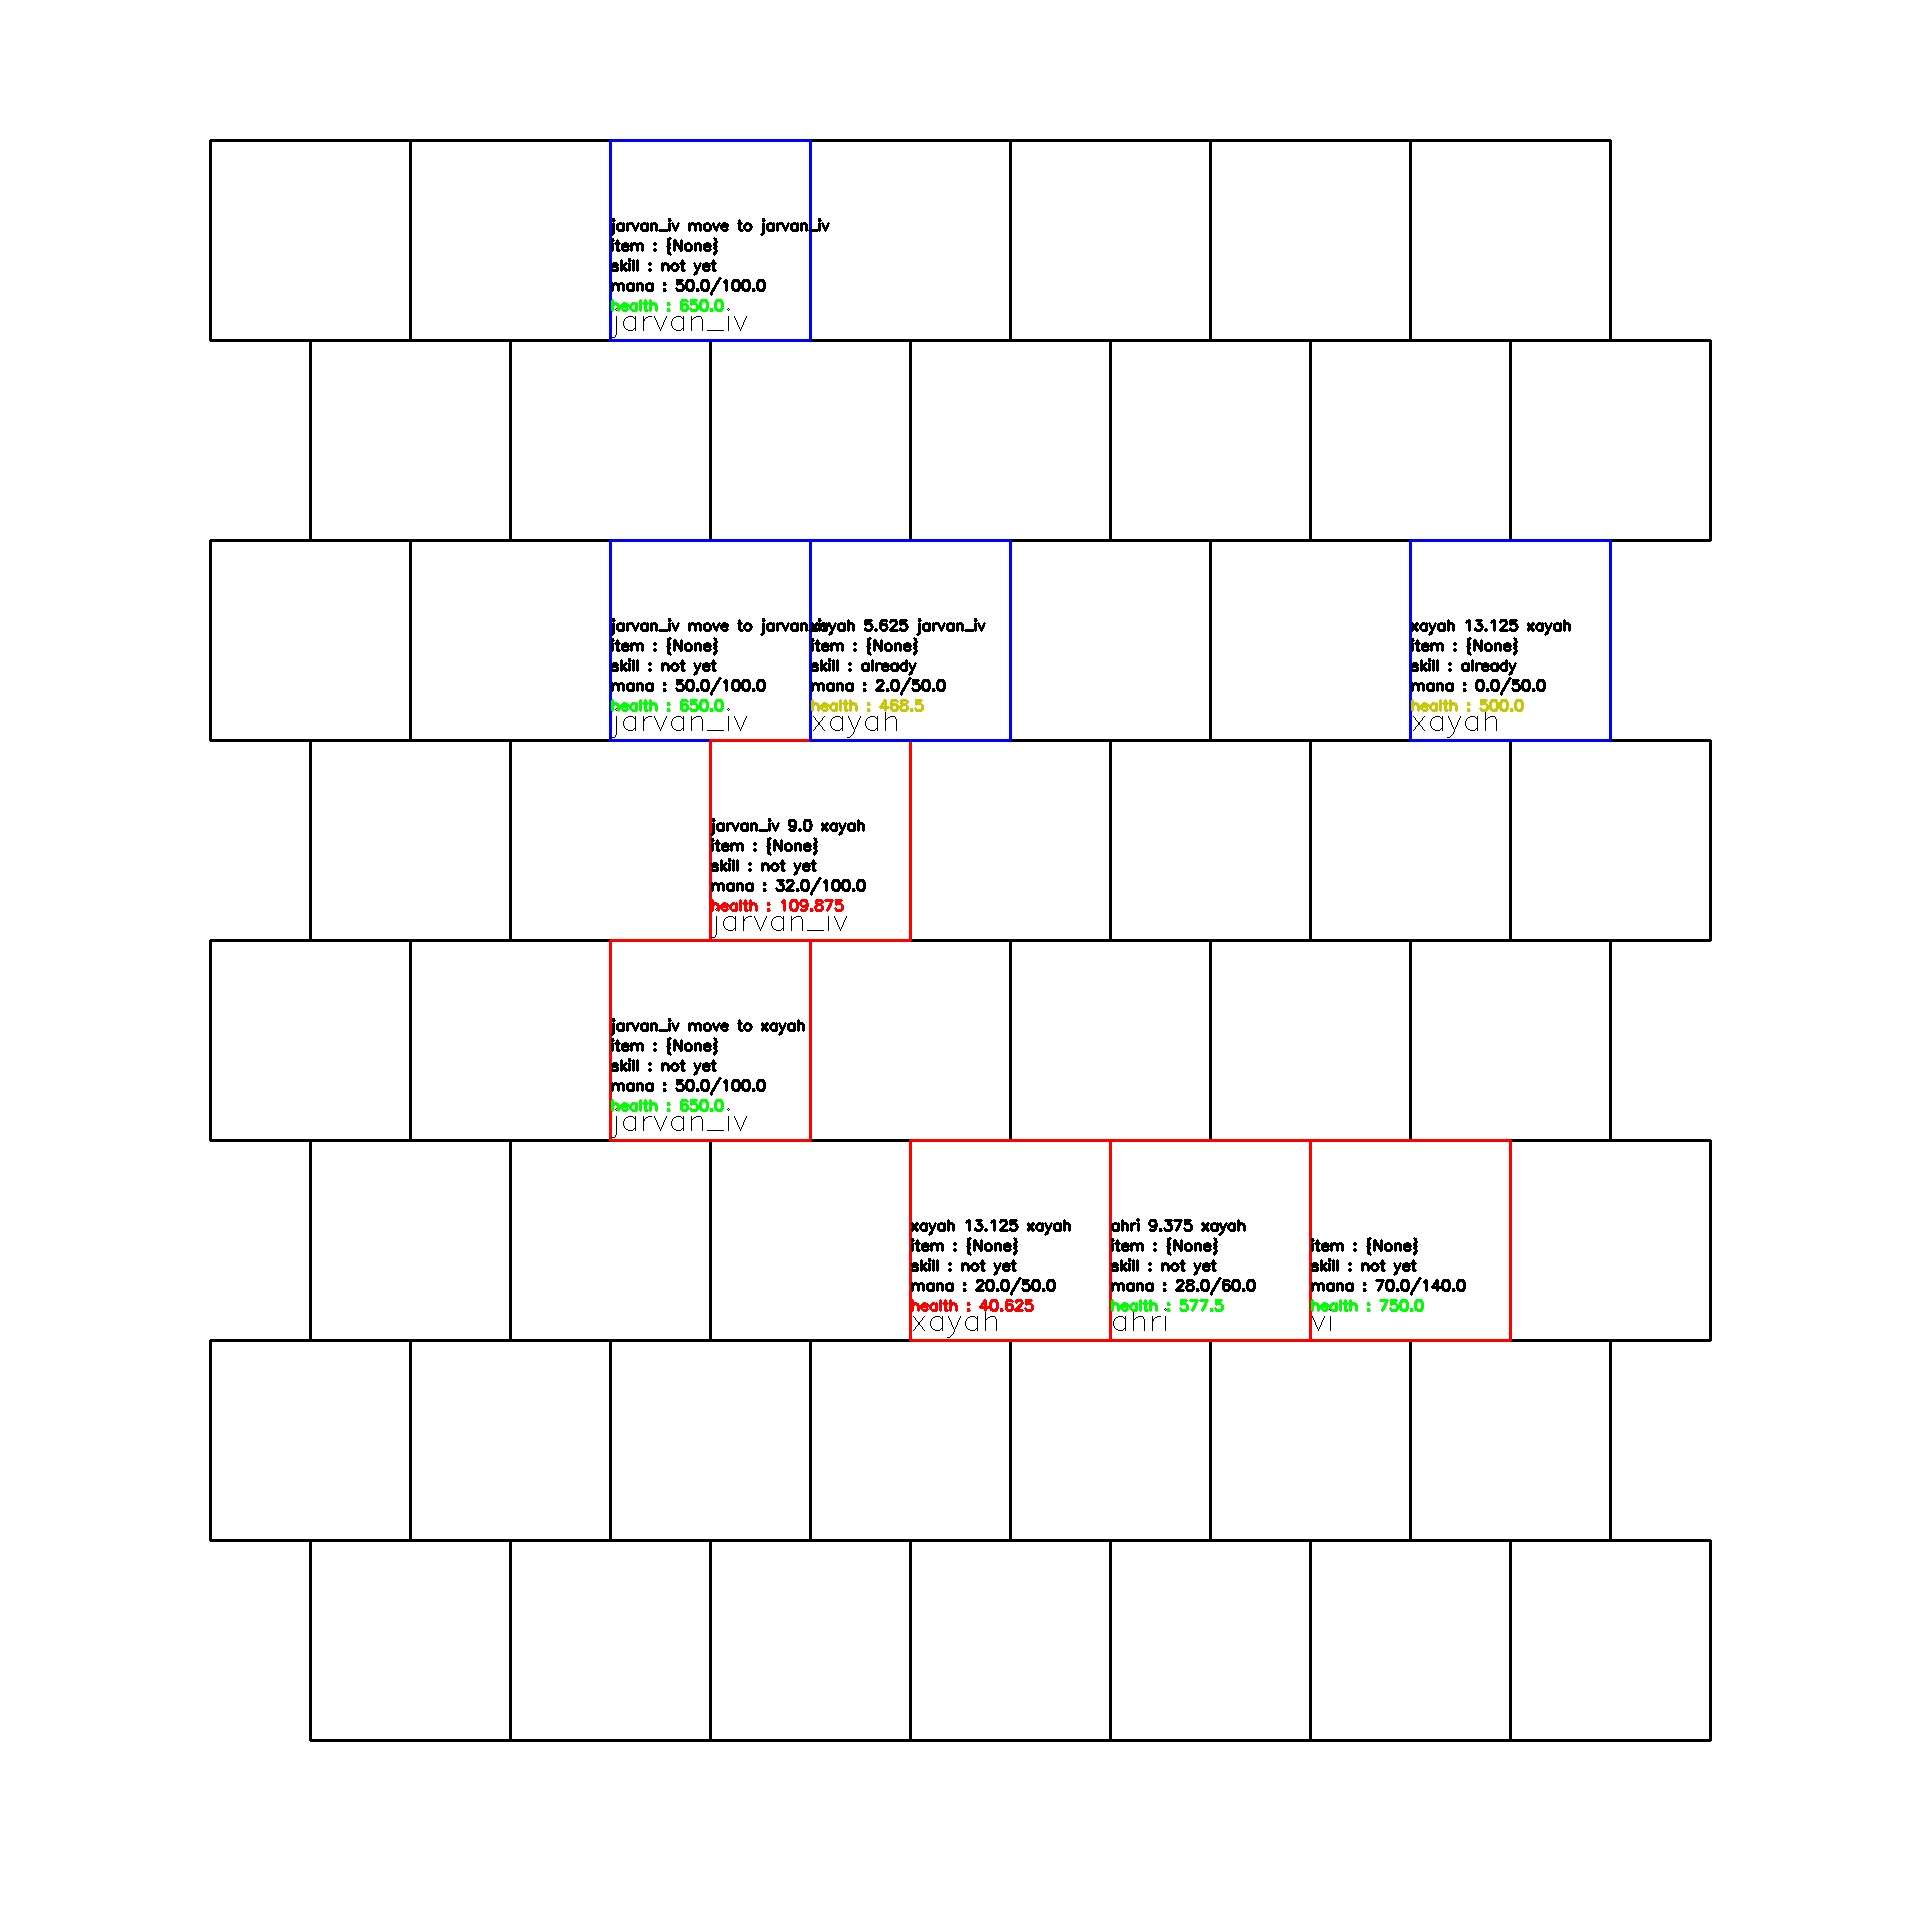 jarvan_iv move to jarvan_iv
item : {None}
skill : not yet
mana : 50.0/100.0
health : 650.0
jarvan_iv
jarvan_iv move to jarvan_iv
item : {None}
skill : not yet
mana : 50.0/100.0
health : 650.0
jarvan_iv
xayah 5.625 jarvan_iv
item : {None}
skill : already
mana : 2.0/50.0
health : 468.5
xayah
xayah 13.125 xayah
item : {None}
skill : already
mana : 0.0/50.0
health : 500.0
xayah
jarvan_iv 9.0 xayah
item : {None}
skill : not yet
mana : 32.0/100.0
health : 109.875
jarvan_iv
jarvan_iv move to xayah
item : {None}
skill : not yet
mana : 50.0/100.0
health : 650.0
jarvan_iv
xayah 13.125 xayah
item : {None}
skill : not yet
mana : 20.0/50.0
health : 40.625
xayah
ahri 9.375 xayah
item : {None}
skill : not yet
mana : 28.0/60.0
health : 577.5
ahri
item : {None}
skill : not yet
mana : 70.0/140.0
health : 750.0
vi